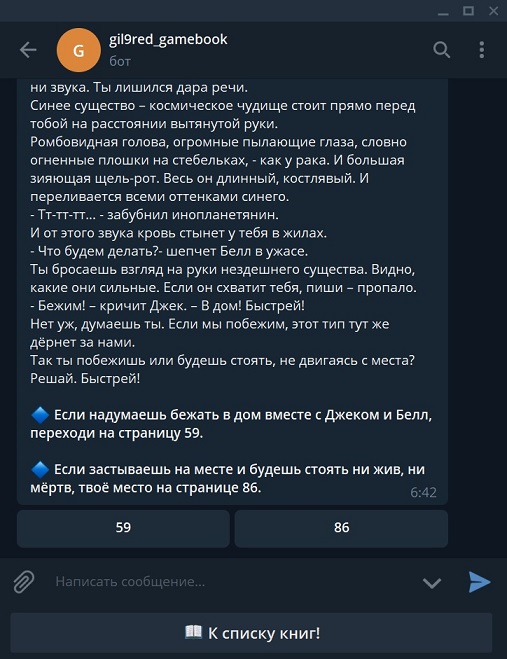 gil9red_gamebook
G
бот
ни звука. Ты лишился дара речи.
Синее существо – космическое чудище стоит прямо перед
тобой на расстоянии вытянутой руки.
Ромбовидная голова, огромные пылающие глаза, словно
огненные плошки на стебельках, - как у рака. И большая
зияющая щель-рот. Весь он длинный, костлявый. И
переливается всеми оттенками синего.
- Тт-тт-тт... - забубнил инопланетянин.
И от этого звука кровь стынет у тебя в жилах.
- Что будем делать?- шепчет Белл в ужасе.
Ты бросаешь взгляд на руки нездешнего существа. Видно,
какие они сильные. Если он схватит тебя, пиши – пропало.
- Бежим! – кричит Джек. – В дом! Быстрей!
Нет уж, думаешь ты. Если мы побежим, этот тип тут же
дёрнет за нами.
Так ты побежишь или будешь стоять, не двигаясь с места?
Решай. Быстрей!
Если надумаешь бежать в дом вместе с Джеком и Белл,
переходи на страницу 59.
Если застываешь на месте и будешь стоять ни жив, ни
мёртв, твоё место на странице 86.
6:42
59
86
Написать сообщение...
К списку книг!